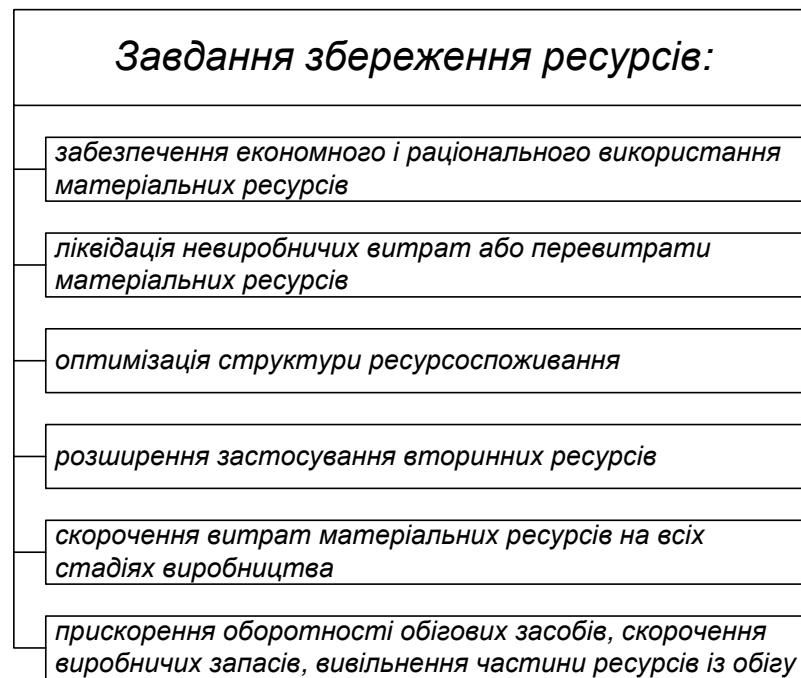 Завдання збереження ресурсів:
забезпечення економного і раціонального використання
матеріальних ресурсів
ліквідація невиробничих витрат або перевитрати
матеріальних ресурсів
оптимізація структури ресурсоспоживання
розширення застосування вторинних ресурсів
скорочення витрат матеріальних ресурсів на всіх
стадіях виробництва
прискорення оборотності обігових засобів, скорочення
виробничих запасів, вивільнення частини ресурсів із обігу